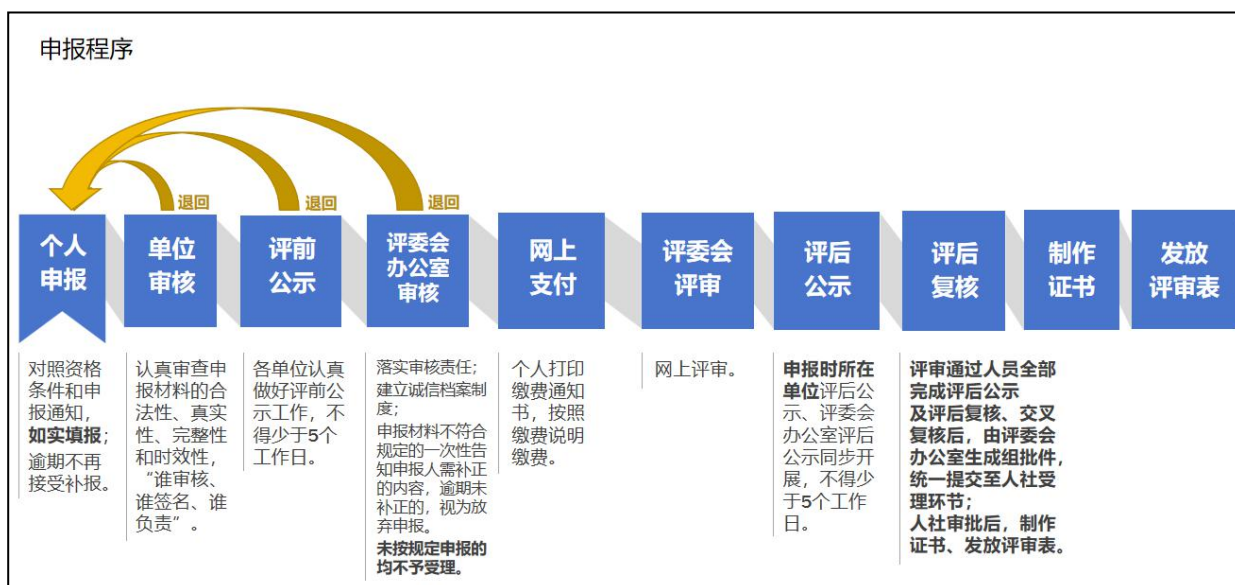 申报程序
退回
退回
退回
个人
申报
单位
审核
评前
公示
评委会
办公室
审核
网上
支付
评委会
评审
评后
公示
评后
复核
制作
证书
发放
评审表
对照资格
条件和申
报通知,
如实填报;
逾期不再
接受补报。
认真审查申
报材料的合
法性、真实
性、完整性
和时效性,
“谁审核、
谁签名、谁
负责”。
各单位认真
做好评前公
示工作,不
得少于5个
工作日。
落实审核责任;
建立诚信档案制
度;
申报材料不符合
规定的一次性告
知申报人需补正
的内容,逾期未
补正的,视为放
弃申报。
未按规定申报的
均不予受理。
个人打印
缴费通知
书,按照
缴费说明
缴费。
网上评审。
申报时所在
单位评后公
示、评委会
办公室评后
公示同步开
展,不得少
于5个工作
日。
评审通过人员全部
完成评后公示
及评后复核、交叉
复核后,由评委会
办公室生成组批件,
统一提交至人社受
理环节;
人社审批后,制作
证书、发放评审表。